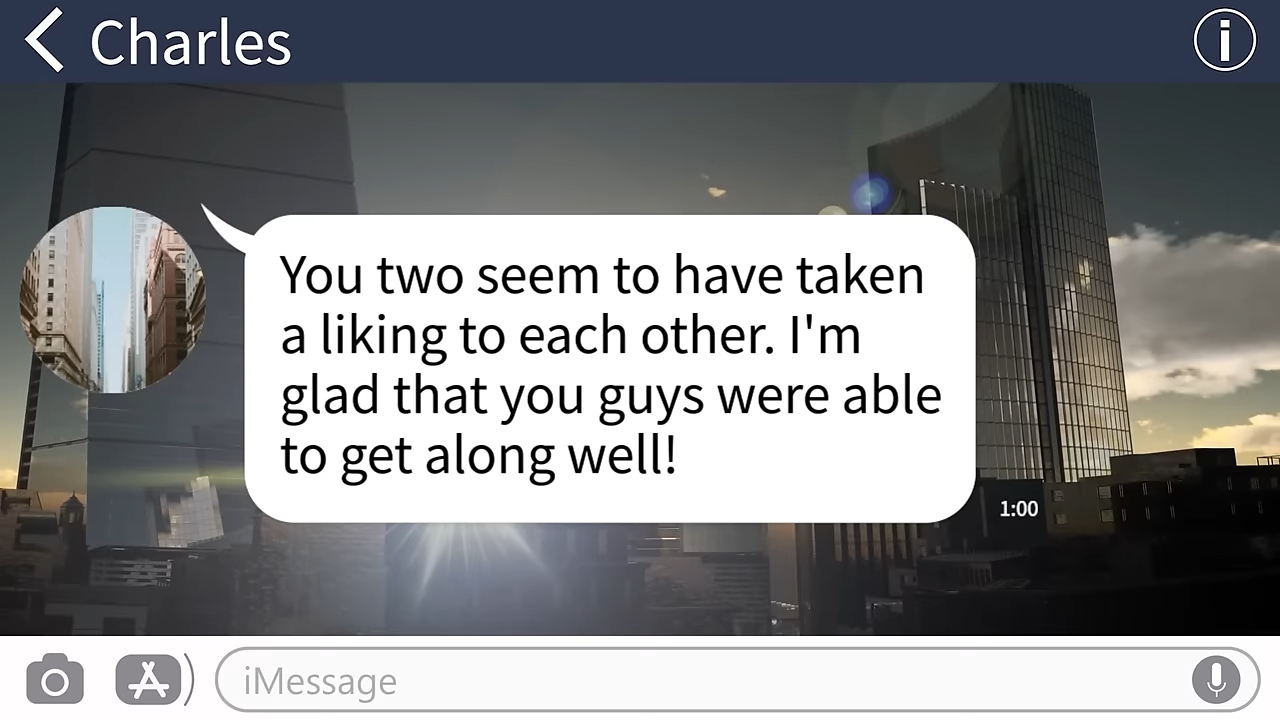 Charles
You two seem to have taken
a liking to each other. I'm
glad that you guys were able
to get along well!
1:00
iMessage